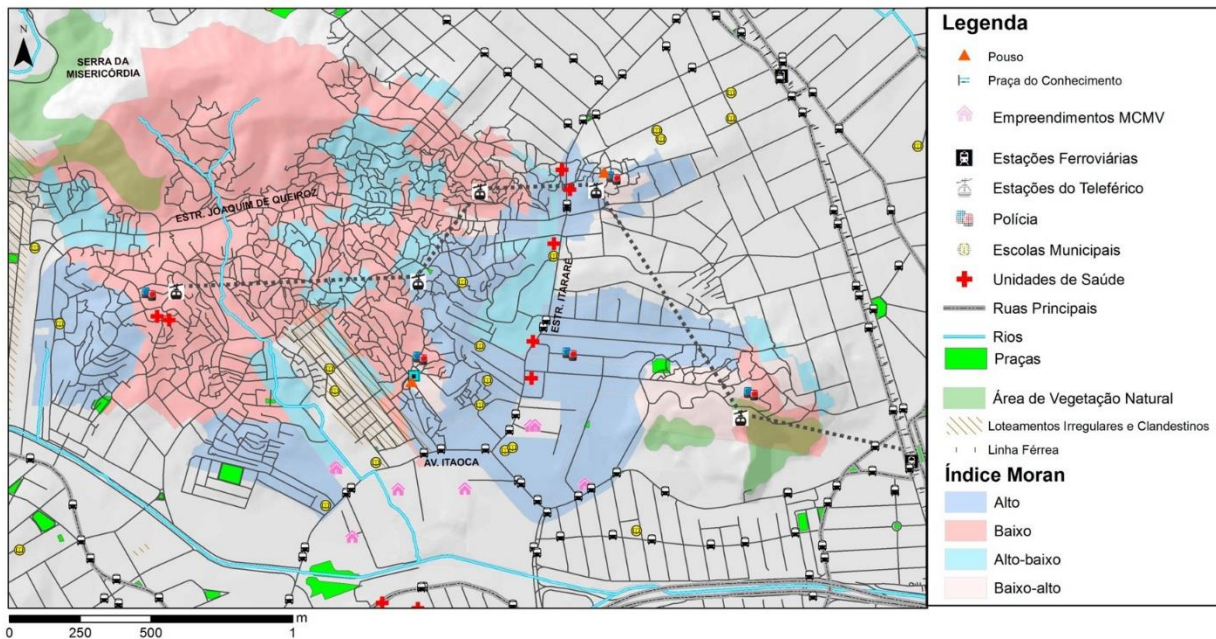 N
SERRA DA
MISERICÓRDIA
ESTR. JOAQUIM DE QUEIROZ
ESTR. ITARARÉ
AV. ITAOCA
0 250 500 1
m
Legenda
Pouso
Praça do Conhecimento
Empreendimentos MCMV
Estações Ferroviárias
Estações do Teleférico
Polícia
Escolas Municipais
Unidades de Saúde
Ruas Principais
Rios
Praças
Área de Vegetação Natural
Loteamentos Irregulares e Clandestinos
Linha Férrea
Índice Moran
Alto
Baixo
Alto-baixo
Baixo-alto